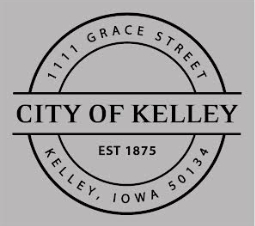 1111 GRACE STREET
CITY OF KELLEY
EST 1875
KELLEY, IOWA 50134